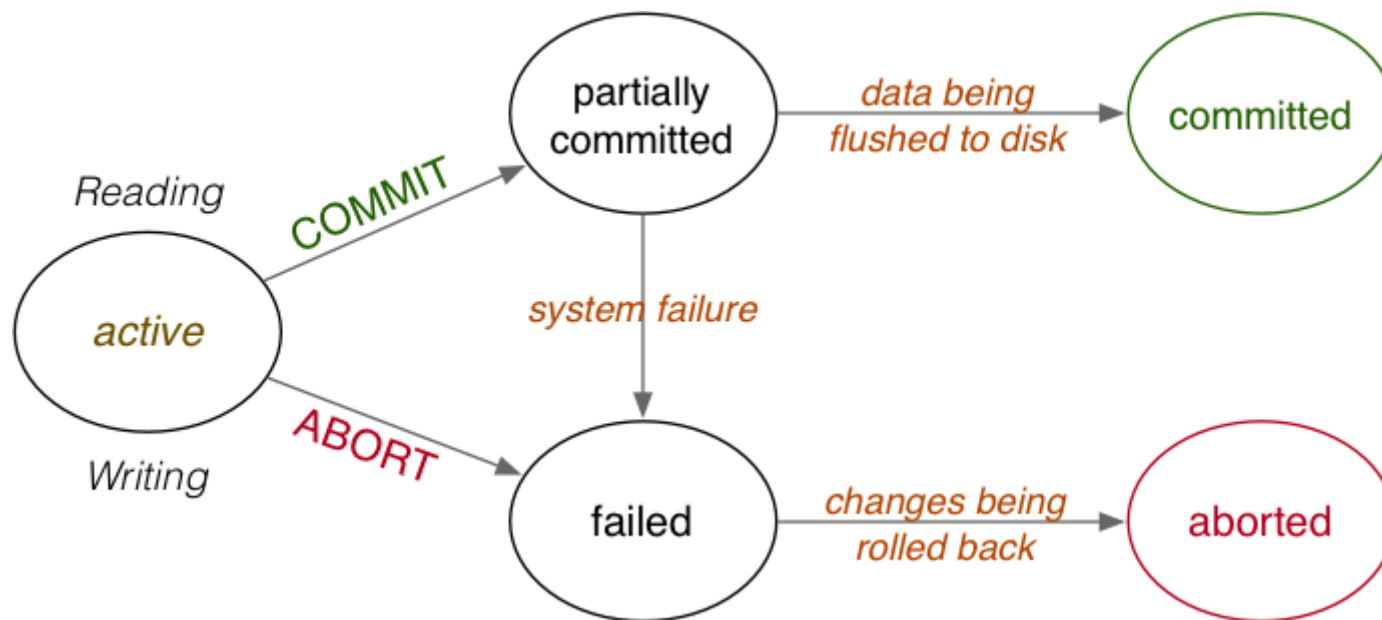 partially
committed
data being
flushed to disk
committed
COMMIT
Reading
active
Writing
system failure
ABORT
failed
changes being
rolled back
aborted